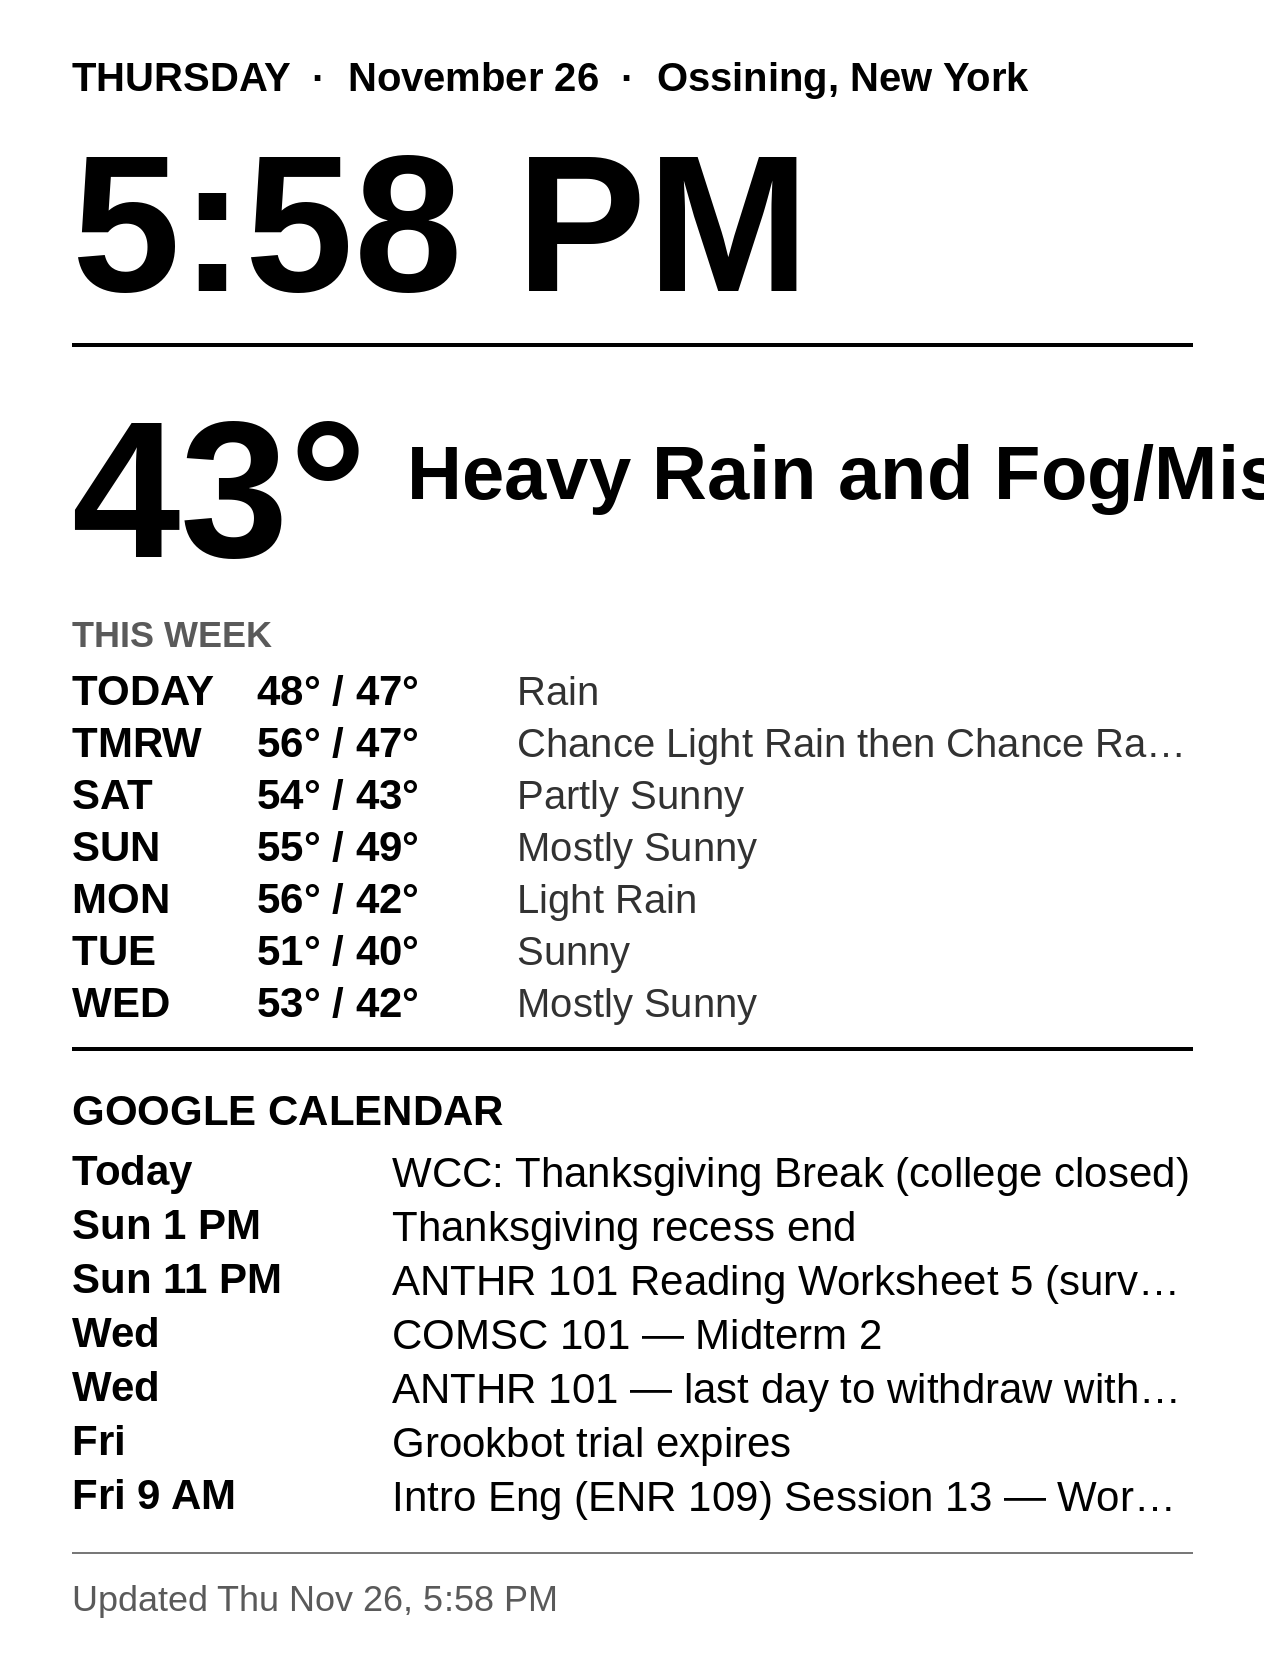 THURSDAY · November 26 · Ossining, New York
5:58 PM
43° Heavy Rain and Fog/Mis
THIS WEEK
TODAY 48° / 47° Rain
TMRW 56° / 47° Chance Light Rain then Chance Ra…
SAT 54° / 43° Partly Sunny
SUN 55° / 49° Mostly Sunny
MON 56° / 42° Light Rain
TUE 51° / 40° Sunny
WED 53° / 42° Mostly Sunny
GOOGLE CALENDAR
Today WCC: Thanksgiving Break (college closed)
Sun 1 PM Thanksgiving recess end
Sun 11 PM ANTHR 101 Reading Worksheet 5 (surv…
Wed COMSC 101 — Midterm 2
Wed ANTHR 101 — last day to withdraw with…
Fri Grookbot trial expires
Fri 9 AM Intro Eng (ENR 109) Session 13 — Wor…
Updated Thu Nov 26, 5:58 PM